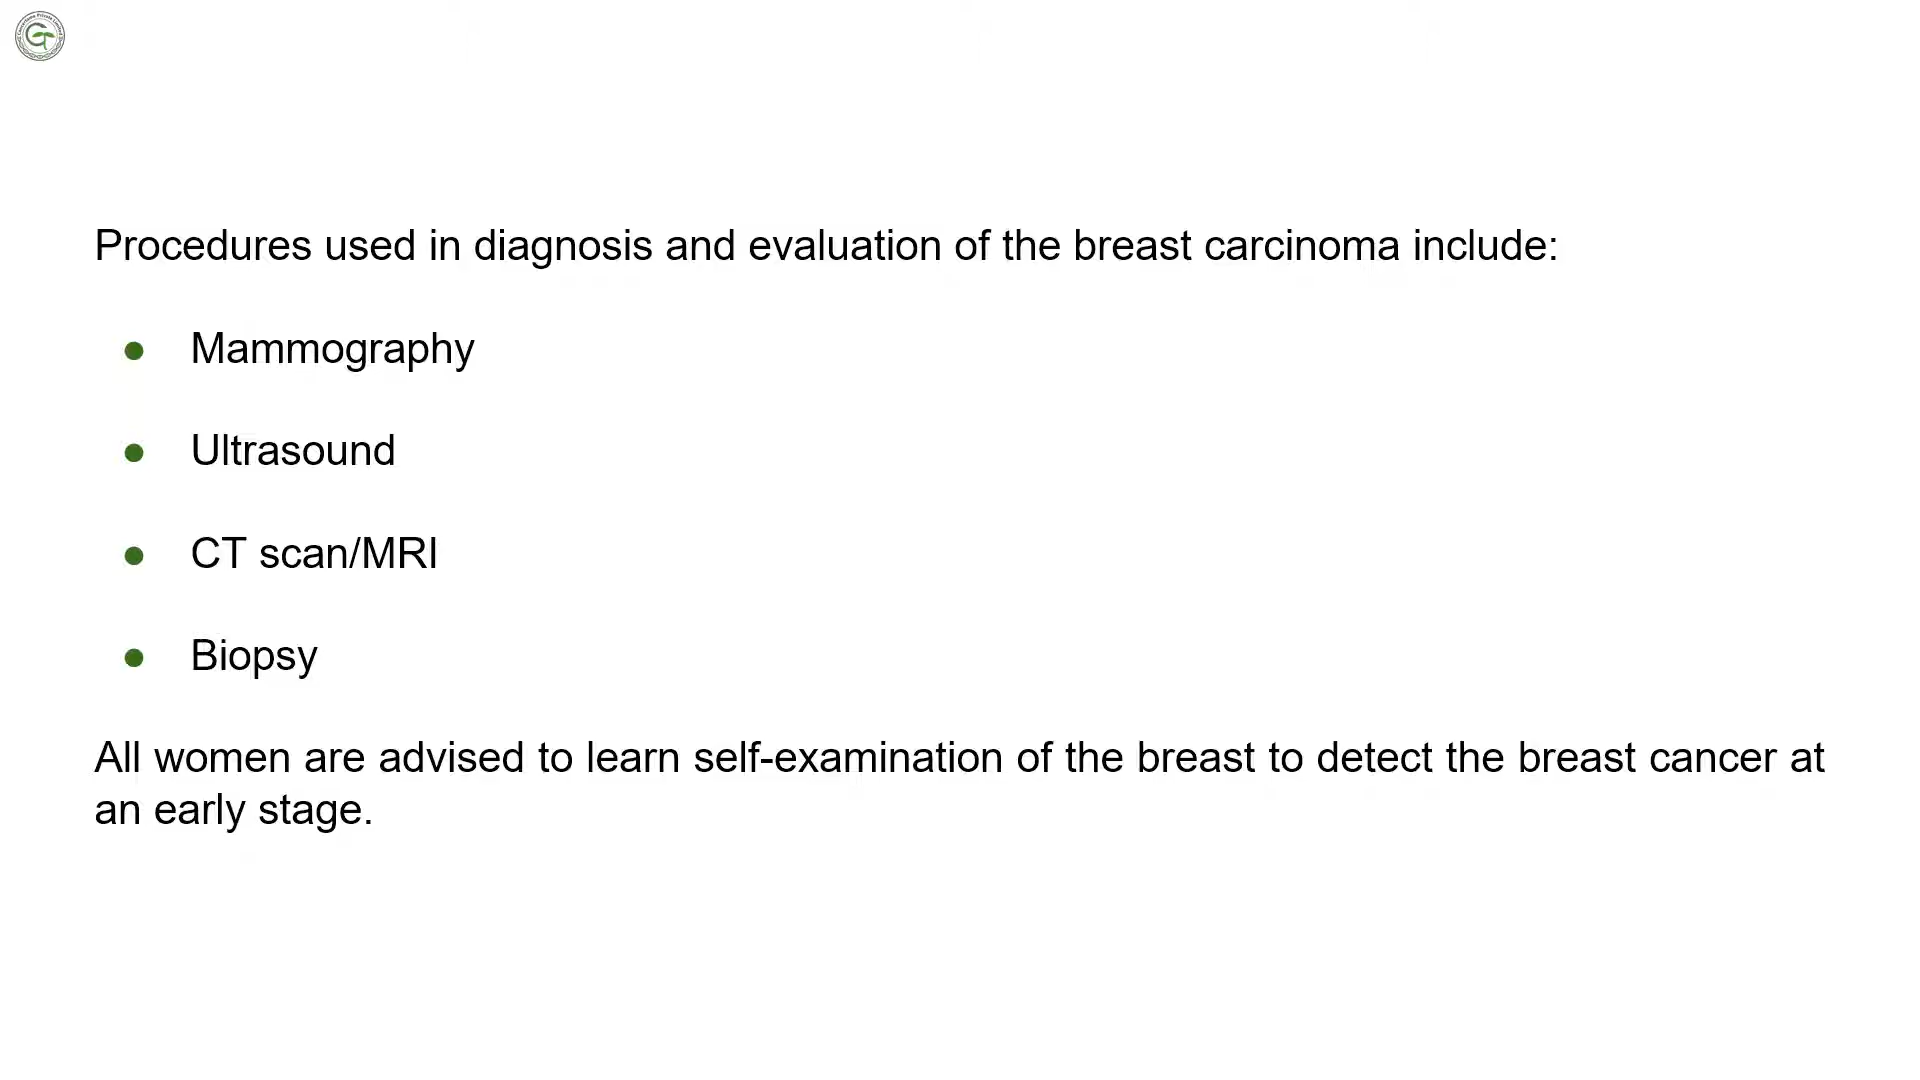 Procedures used in diagnosis and evaluation of the breast carcinoma include:
● Mammography
● Ultrasound
● CT scan/MRI
● Biopsy
All women are advised to learn self-examination of the breast to detect the breast cancer at
an early stage.